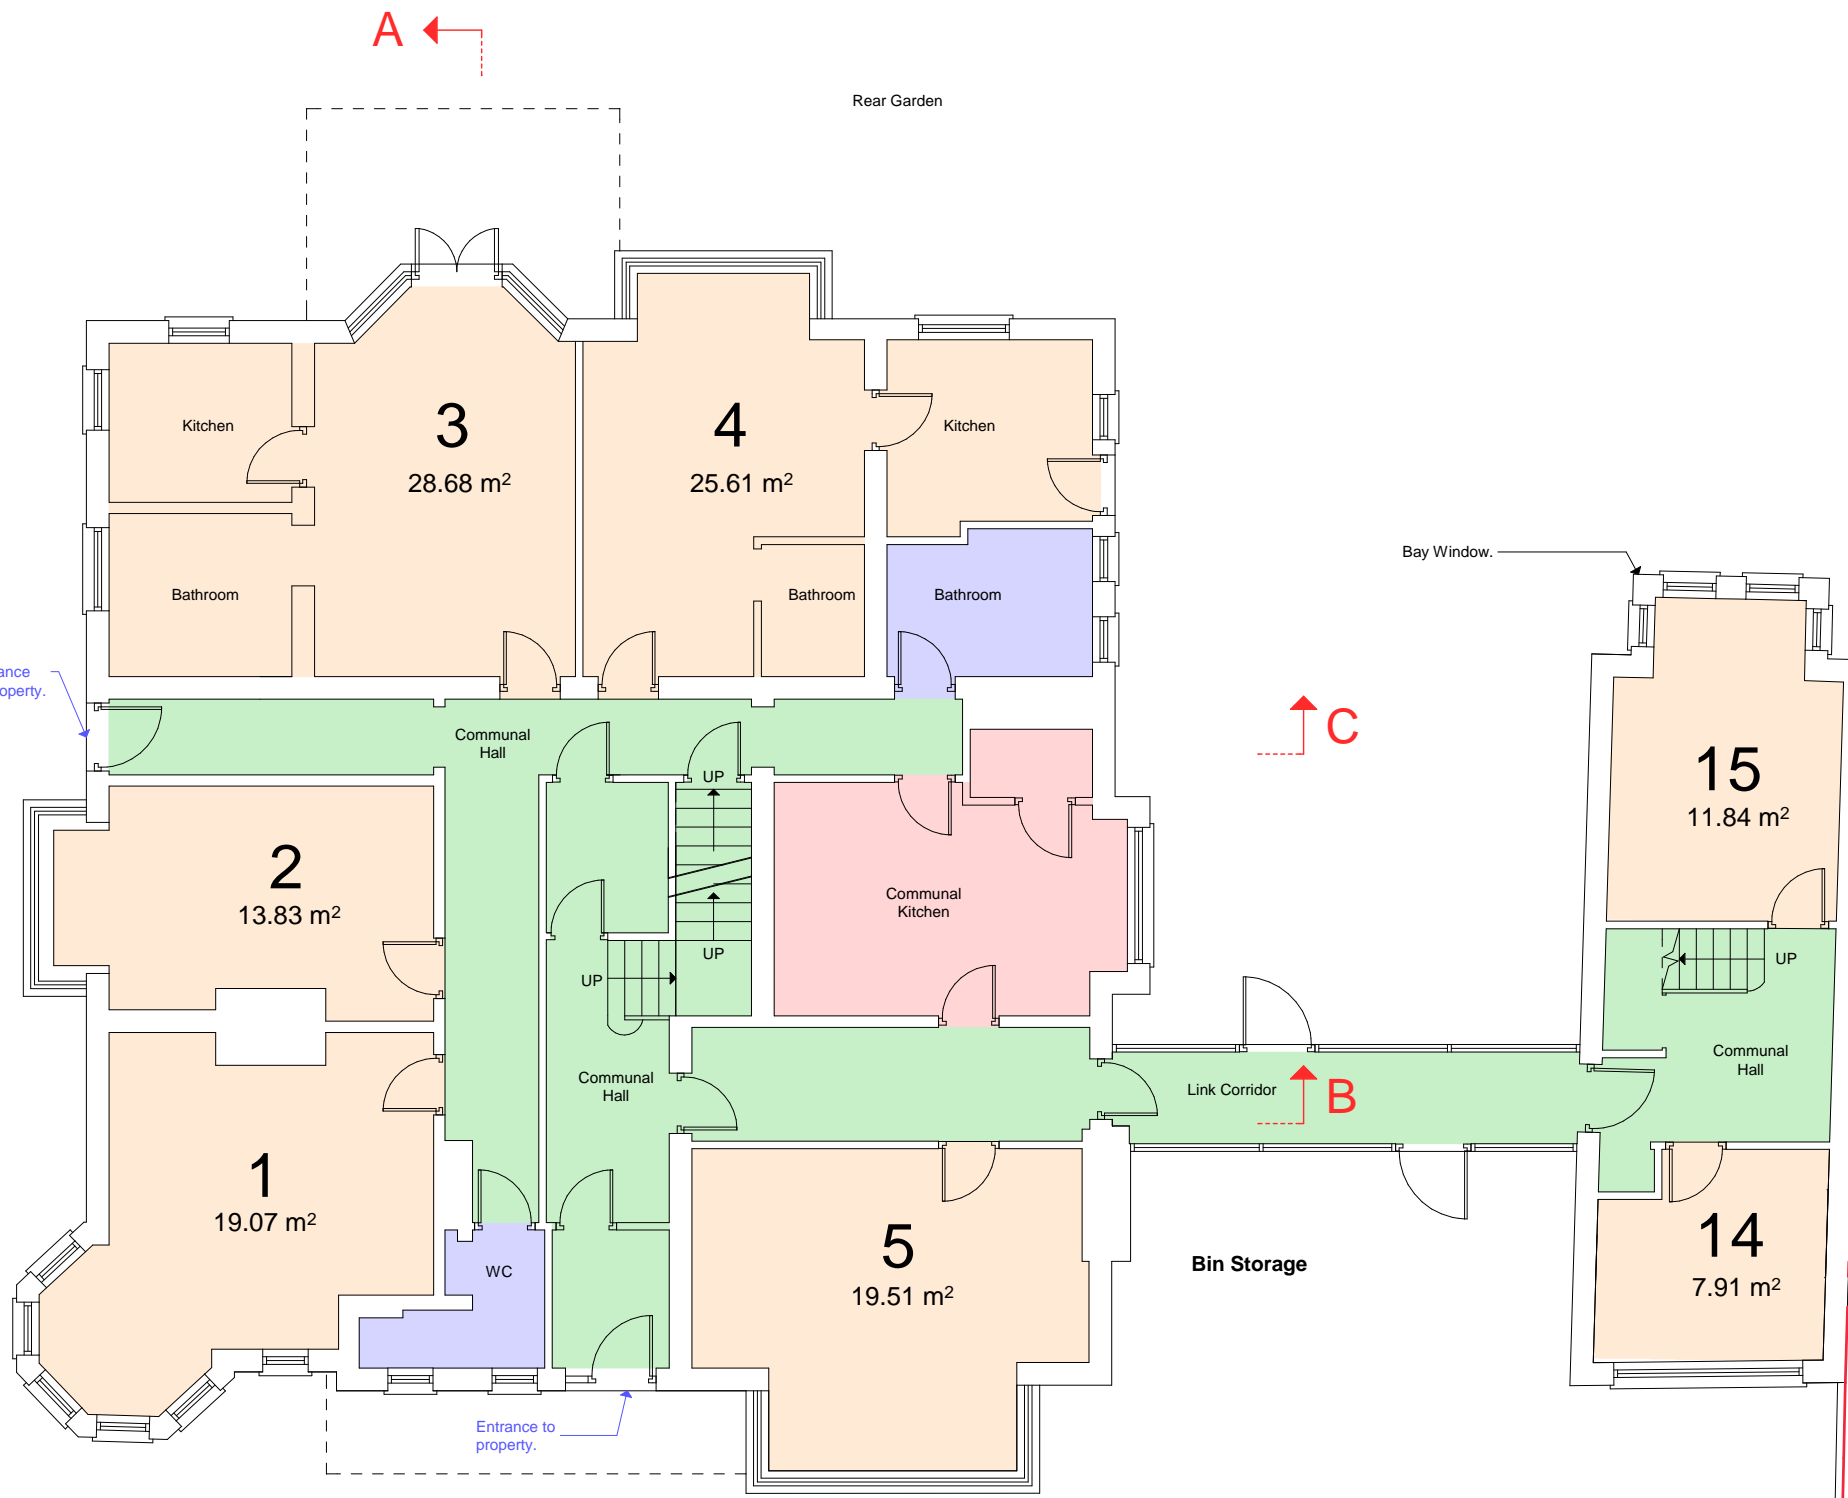 A
Rear Garden
Kitchen
3
28.68 m²
4
25.61 m²
Kitchen
Bathroom
Bathroom
Bathroom
Bay Window.
ance
operty.
Communal
Hall
C
UP
15
11.84 m²
2
13.83 m²
Communal
Kitchen
UP
UP
UP
Communal
Hall
Communal
Hall
Link Corridor
B
1
19.07 m²
WC
5
19.51 m²
Bin Storage
14
7.91 m²
Entrance to
property.